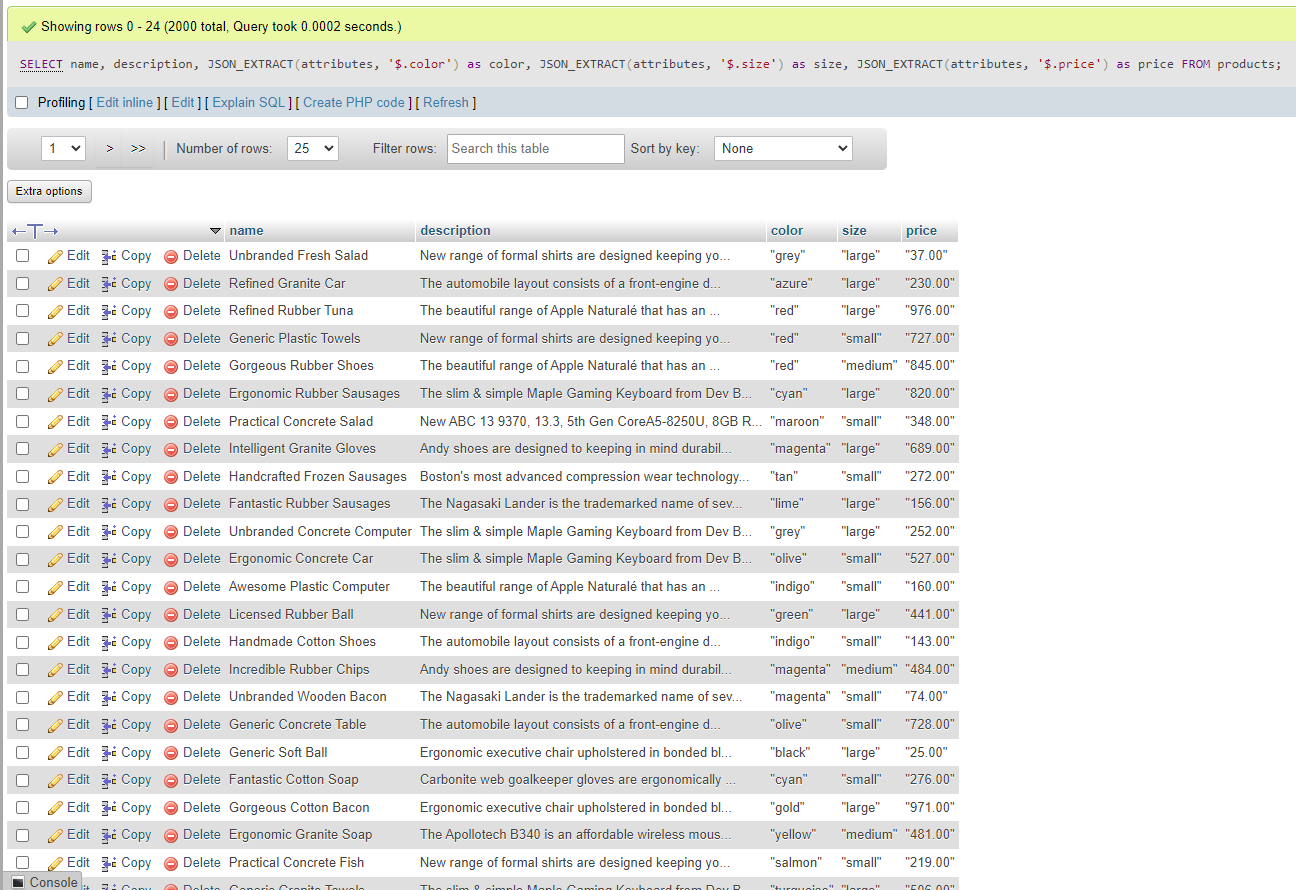 Showing rows 0 - 24 (2000 total, Query took 0.0002 seconds.)
SELECT name, description, JSON_EXTRACT(attributes, '$.color') as color, JSON_EXTRACT(attributes, '$.size') as size, JSON_EXTRACT(attributes, '$.price') as price FROM products;
Profiling [ Edit inline ] [ Edit ] [ Explain SQL ] [ Create PHP code ] [ Refresh ]
1 > >> | Number of rows: 25 Filter rows: Search this table Sort by key: None
Extra options
←T→ name description color size price
Edit Copy Delete Unbranded Fresh Salad New range of formal shirts are designed keeping yo... "grey" "large" "37.00"
Edit Copy Delete Refined Granite Car The automobile layout consists of a front-engine d... "azure" "large" "230.00"
Edit Copy Delete Refined Rubber Tuna The beautiful range of Apple Naturalé that has an ... "red" "large" "976.00"
Edit Copy Delete Generic Plastic Towels New range of formal shirts are designed keeping yo... "red" "small" "727.00"
Edit Copy Delete Gorgeous Rubber Shoes The beautiful range of Apple Naturalé that has an ... "red" "medium" "845.00"
Edit Copy Delete Ergonomic Rubber Sausages The slim & simple Maple Gaming Keyboard from Dev B... "cyan" "large" "820.00"
Edit Copy Delete Practical Concrete Salad New ABC 13 9370, 13.3, 5th Gen CoreA5-8250U, 8GB R... "maroon" "small" "348.00"
Edit Copy Delete Intelligent Granite Gloves Andy shoes are designed to keeping in mind durabil... "magenta" "large" "689.00"
Edit Copy Delete Handcrafted Frozen Sausages Boston's most advanced compression wear technology... "tan" "small" "272.00"
Edit Copy Delete Fantastic Rubber Sausages The Nagasaki Lander is the trademarked name of sev... "lime" "large" "156.00"
Edit Copy Delete Unbranded Concrete Computer The slim & simple Maple Gaming Keyboard from Dev B... "grey" "large" "252.00"
Edit Copy Delete Ergonomic Concrete Car The slim & simple Maple Gaming Keyboard from Dev B... "olive" "small" "527.00"
Edit Copy Delete Awesome Plastic Computer The beautiful range of Apple Naturalé that has an ... "indigo" "small" "160.00"
Edit Copy Delete Licensed Rubber Ball New range of formal shirts are designed keeping yo... "green" "large" "441.00"
Edit Copy Delete Handmade Cotton Shoes The automobile layout consists of a front-engine d... "indigo" "small" "143.00"
Edit Copy Delete Incredible Rubber Chips Andy shoes are designed to keeping in mind durabil... "magenta" "medium" "484.00"
Edit Copy Delete Unbranded Wooden Bacon The Nagasaki Lander is the trademarked name of sev... "magenta" "small" "74.00"
Edit Copy Delete Generic Concrete Table The automobile layout consists of a front-engine d... "olive" "small" "728.00"
Edit Copy Delete Generic Soft Ball Ergonomic executive chair upholstered in bonded bl... "black" "large" "25.00"
Edit Copy Delete Fantastic Cotton Soap Carbonite web goalkeeper gloves are ergonomically ... "cyan" "small" "276.00"
Edit Copy Delete Gorgeous Cotton Bacon Ergonomic executive chair upholstered in bonded bl... "gold" "large" "971.00"
Edit Copy Delete Ergonomic Granite Soap The Apollotech B340 is an affordable wireless mous... "yellow" "medium" "481.00"
Edit Copy Delete Practical Concrete Fish New range of formal shirts are designed keeping yo... "salmon" "small" "219.00"
Console Copy Delete Generic Granite Towels The slim & simple Maple Gaming Keyboard from Dev B...